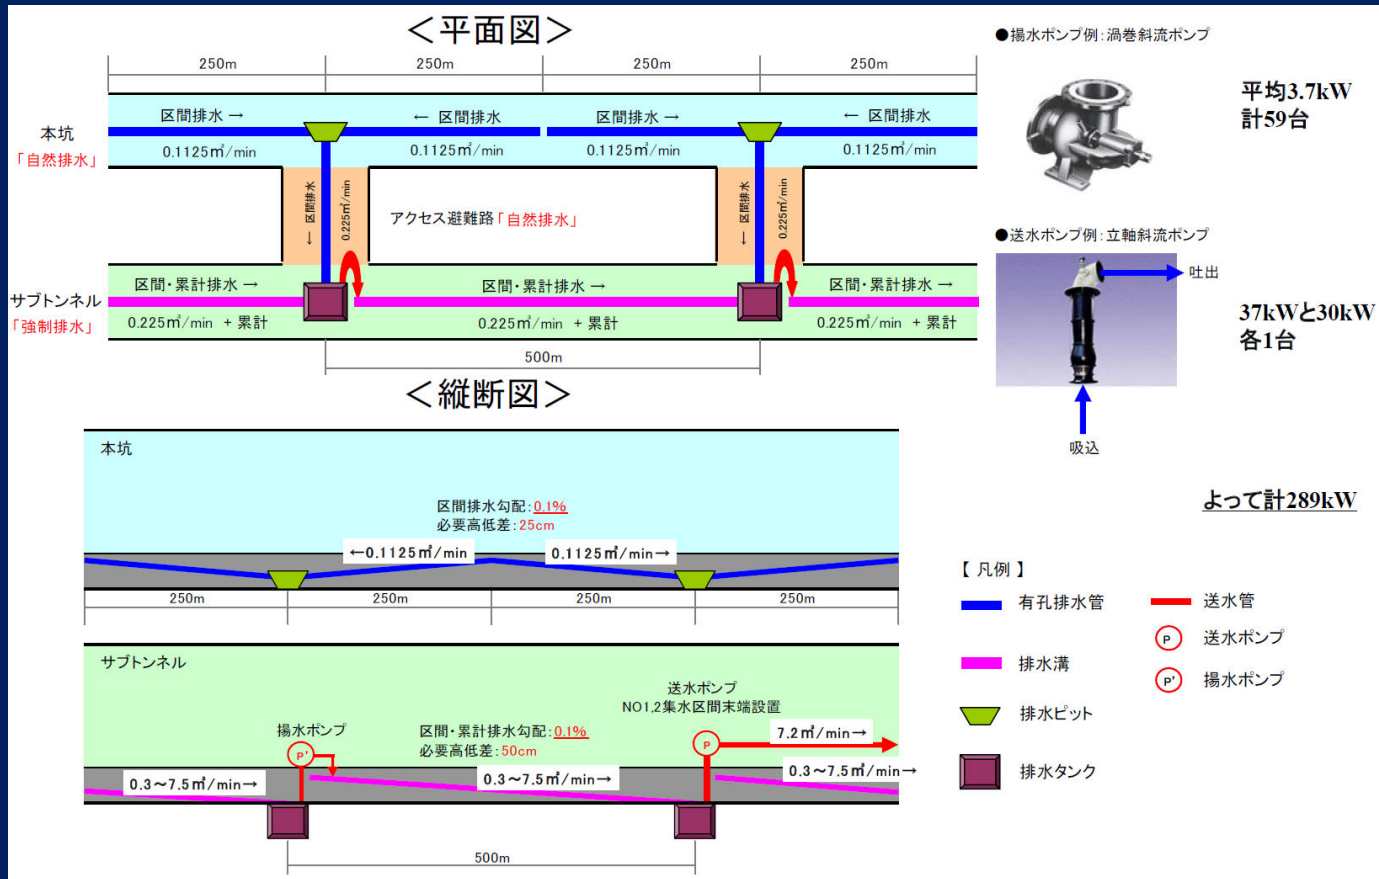 ＜平面図＞
250m
250m
250m
250m
本坑
「自然排水」
区間排水 →
← 区間排水
区間排水 →
← 区間排水
0.1125㎥/min
0.1125㎥/min
0.1125㎥/min
0.1125㎥/min
← 区間排水
0.225㎥/min
アクセス避難路「自然排水」
← 区間排水
0.225㎥/min
サブトンネル
「強制排水」
区間・累計排水 →
区間・累計排水 →
区間・累計排水 →
0.225㎥/min + 累計
0.225㎥/min + 累計
0.225㎥/min + 累計
500m
＜縦断図＞
本坑
区間排水勾配：0.1%
必要高低差：25cm
←0.1125㎥/min
0.1125㎥/min→
250m
250m
250m
250m
サブトンネル
送水ポンプ
NO1,2集水区間末端設置
揚水ポンプ
区間・累計排水勾配：0.1%
必要高低差：50cm
P'
P
7.2㎥/min→
0.3～7.5㎥/min→
0.3～7.5㎥/min→
0.3～7.5㎥/min→
500m
●揚水ポンプ例：渦巻斜流ポンプ
平均3.7kW
計59台
●送水ポンプ例：立軸斜流ポンプ
吐出
37kWと30kW
各1台
吸込
よって計289kW
【 凡例 】
有孔排水管
送水管
P
送水ポンプ
排水溝
P'
揚水ポンプ
排水ピット
排水タンク